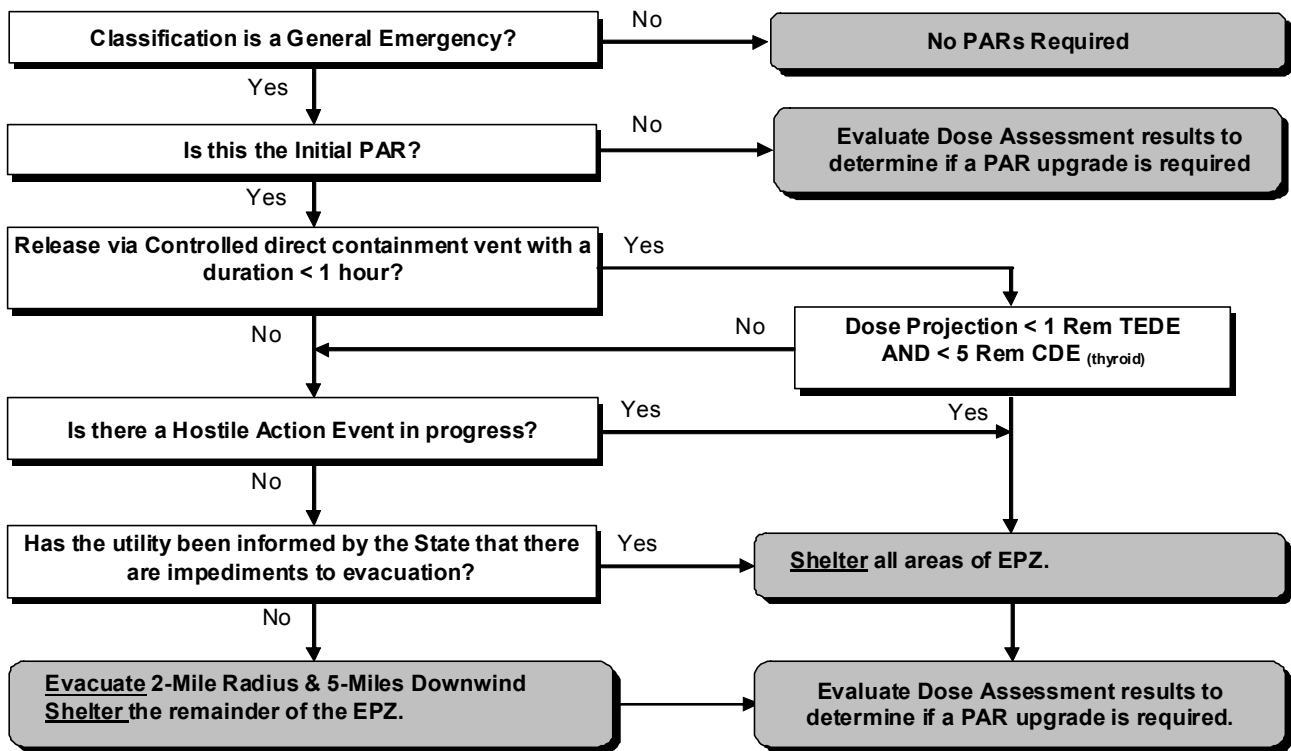 Classification is a General Emergency?
No
No PARs Required
Yes
Is this the Initial PAR?
No
Evaluate Dose Assessment results to
determine if a PAR upgrade is required
Yes
Release via Controlled direct containment vent with a
duration < 1 hour?
Yes
No
Dose Projection < 1 Rem TEDE
AND < 5 Rem CDE (thyroid)
No
Yes
Is there a Hostile Action Event in progress?
Yes
No
Has the utility been informed by the State that there
are impediments to evacuation?
Yes
Shelter all areas of EPZ.
No
Evacuate 2-Mile Radius & 5-Miles Downwind
Shelter the remainder of the EPZ.
Evaluate Dose Assessment results to
determine if a PAR upgrade is required.